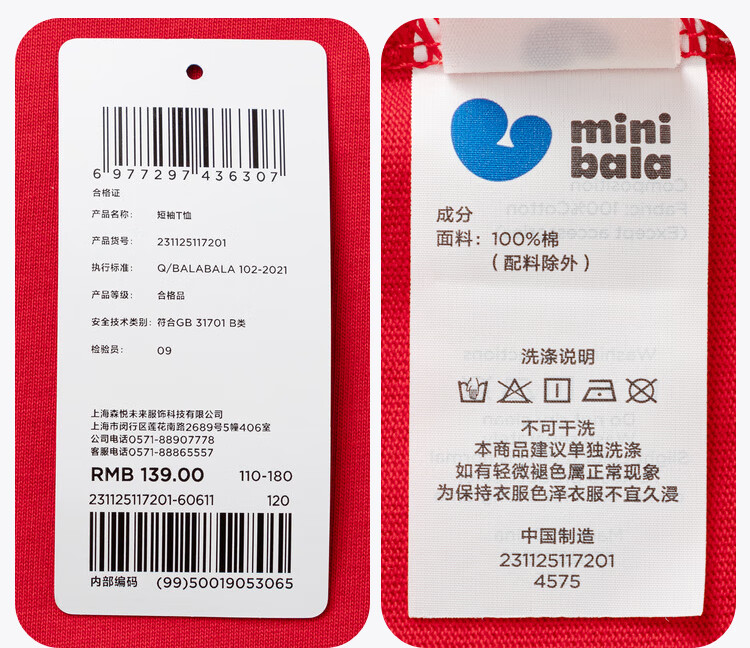 6 977297 436307
合格证
产品名称: 短袖T恤
产品货号: 231125117201
执行标准: Q/BALABALA 102-2021
产品等级: 合格品
安全技术类别: 符合GB 31701 B类
检验员: 09
上海森悦未来服饰科技有限公司
上海市闵行区莲花南路2689号5幢406室
公司电话0571-88907778
客服电话0571-88865557
RMB 139.00 110-180
231125117201-60611 120
内部编码 (99)50019053065
mini
bala
成分
面料: 100%棉
(配料除外)
洗涤说明
不可干洗
本商品建议单独洗涤
如有轻微褪色属正常现象
为保持衣服色泽衣服不宜久浸
中国制造
231125117201
4575